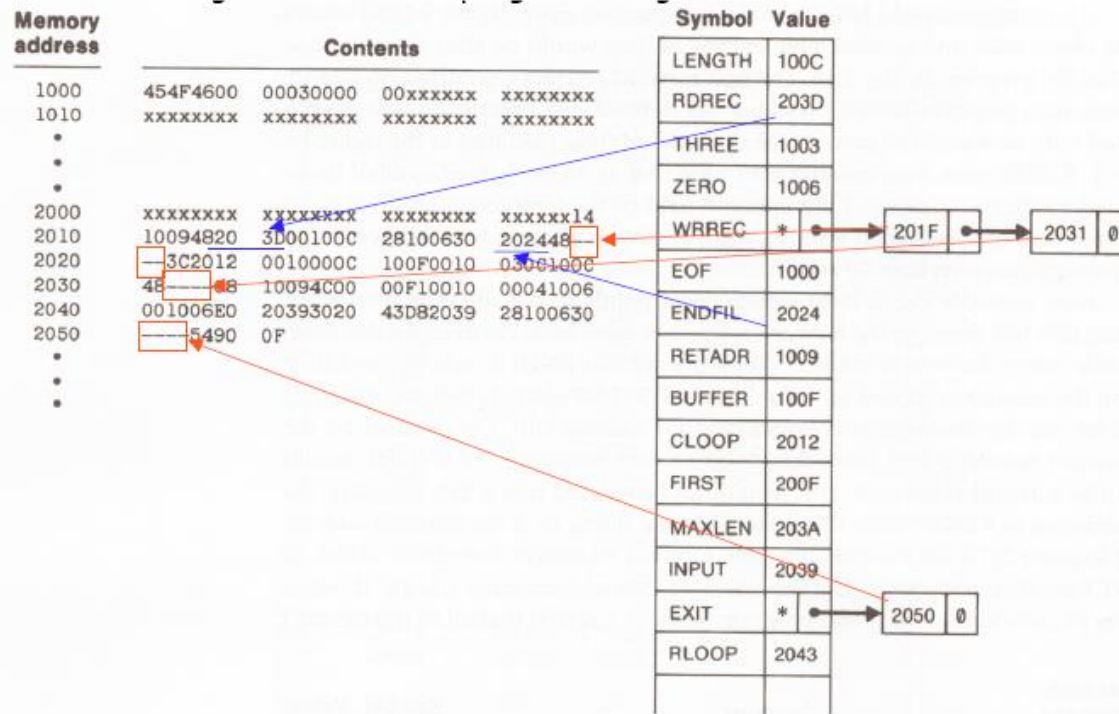 Memory address Contents
1000 454F4600 00030000 00xxxxxx xxxxxxxx
1010 xxxxxxxx xxxxxxxx xxxxxxxx xxxxxxxx
2000 xxxxxxxx xxxxxxxx xxxxxxxx xxxxxx14
2010 10094820 3D00100C 28100630 202448--
2020 --3C2012 0010000C 100F0010 030C100C
2030 48----08 10094C00 00F10010 00041006
2040 001006E0 20393020 43D82039 28100630
2050 ----5490 0F
Symbol Value
LENGTH 100C
RDREC 203D
THREE 1003
ZERO 1006
WRREC * 201F 2031 0
EOF 1000
ENDFIL 2024
RETADR 1009
BUFFER 100F
CLOOP 2012
FIRST 200F
MAXLEN 203A
INPUT 2039
EXIT * 2050 0
RLOOP 2043